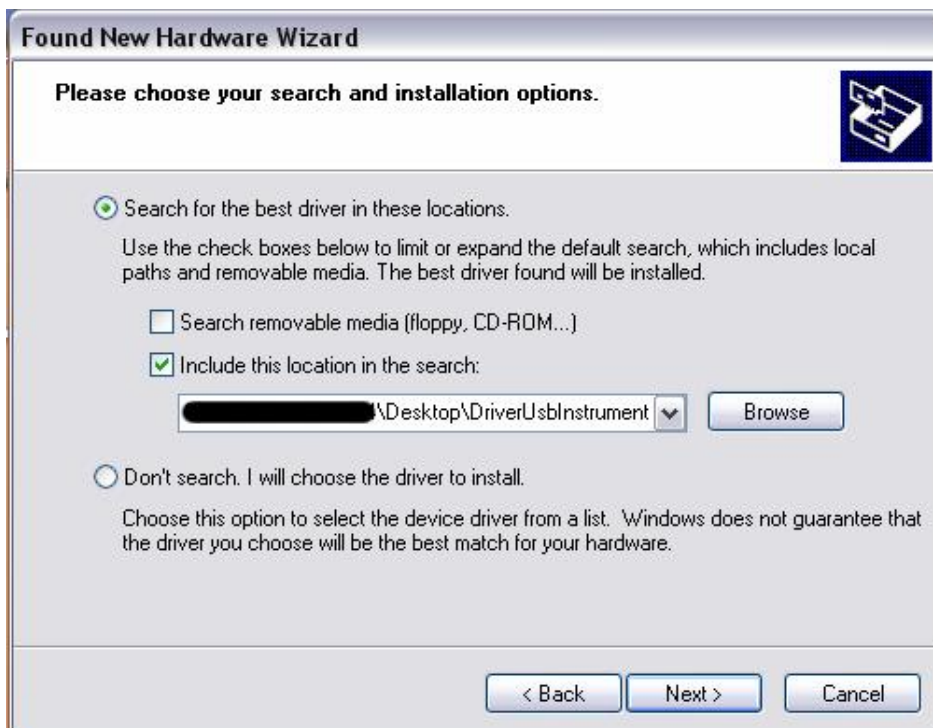 Found New Hardware Wizard
Please choose your search and installation options.
Search for the best driver in these locations.
Use the check boxes below to limit or expand the default search, which includes local
paths and removable media. The best driver found will be installed.
Search removable media (floppy, CD-ROM...)
Include this location in the search:
\Desktop\DriverUsbInstrument
Browse
Don't search. I will choose the driver to install.
Choose this option to select the device driver from a list. Windows does not guarantee that
the driver you choose will be the best match for your hardware.
< Back Next > Cancel